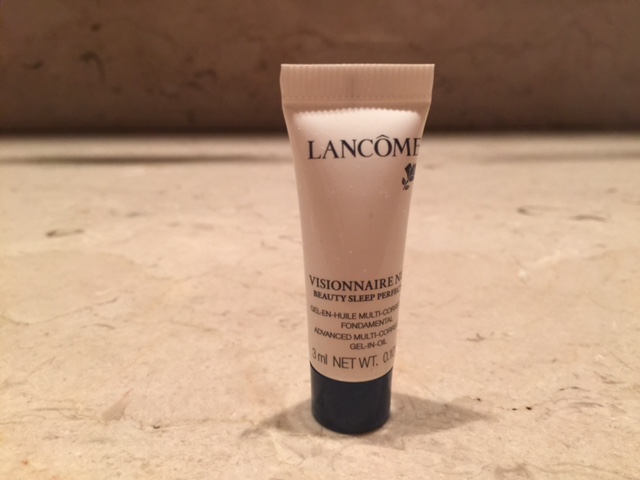 LANCÔME
VISIONNAIRE
BEAUTY SLEEP
GEL-EN-HUILE
FONDAMENTAL
ADVANCED
GEL-IN-OIL
3 ml NET WT.